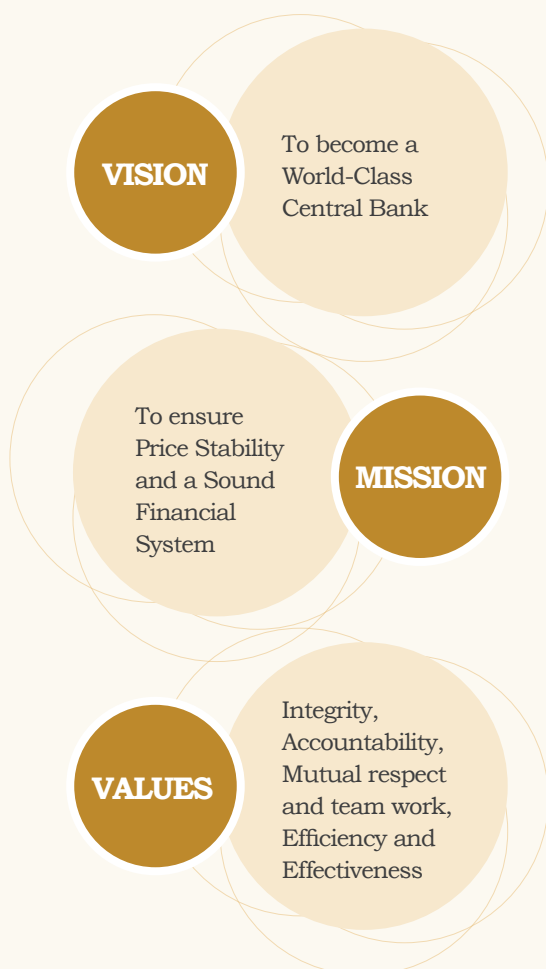 VISION
To become a
World-Class
Central Bank
To ensure
Price Stability
and a Sound
Financial
System
MISSION
VALUES
Integrity,
Accountability,
Mutual respect
and team work,
Efficiency and
Effectiveness